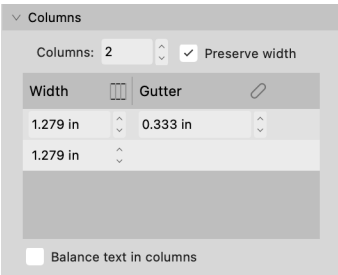 Columns
Columns: 2 Preserve width
Width Gutter
1.279 in 0.333 in
1.279 in
Balance text in columns